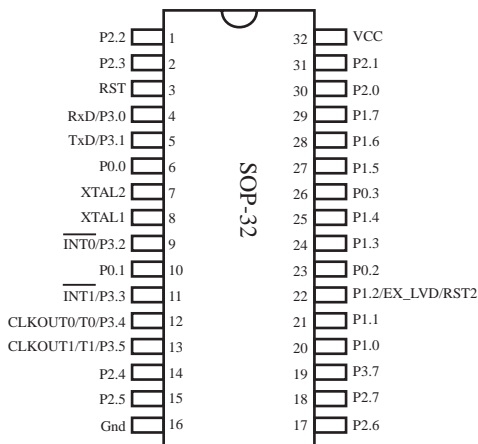 P2.2 1 32 VCC
P2.3 2 31 P2.1
RST 3 30 P2.0
RxD/P3.0 4 29 P1.7
TxD/P3.1 5 28 P1.6
P0.0 6 27 P1.5
XTAL2 7 26 P0.3
XTAL1 8 25 P1.4
INT0/P3.2 9 24 P1.3
P0.1 10 23 P0.2
INT1/P3.3 11 22 P1.2/EX_LVD/RST2
CLKOUT0/T0/P3.4 12 21 P1.1
CLKOUT1/T1/P3.5 13 20 P1.0
P2.4 14 19 P3.7
P2.5 15 18 P2.7
Gnd 16 17 P2.6
SOP-32